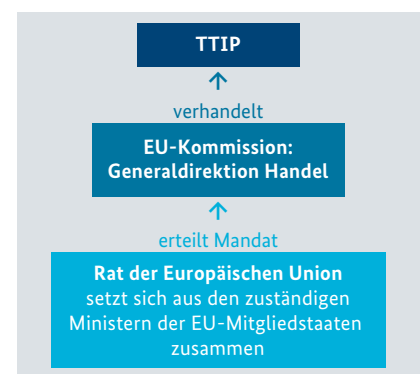 TTIP
verhandelt
EU-Kommission:
Generaldirektion Handel
erteilt Mandat
Rat der Europäischen Union
setzt sich aus den zuständigen
Ministern der EU-Mitgliedstaaten
zusammen